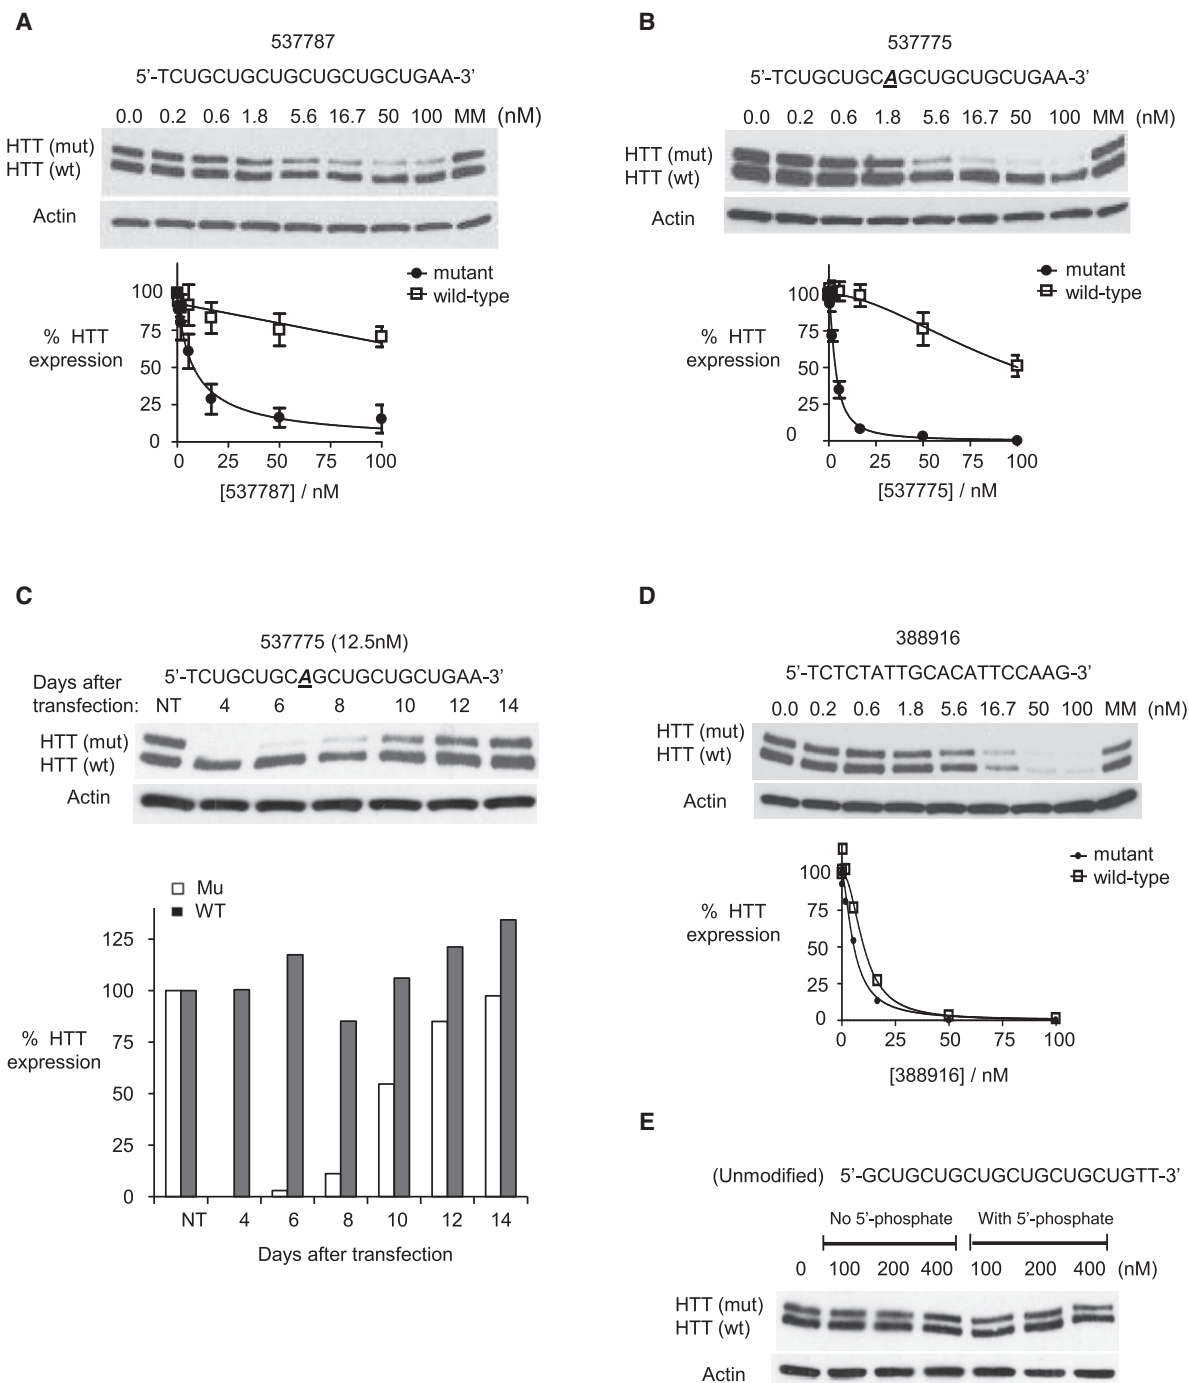 A
537787
5'-TCUGCUGCUGCUGCUGCUGAA-3'
0.0 0.2 0.6 1.8 5.6 16.7 50 100 MM (nM)
HTT (mut)
HTT (wt)
Actin
mutant
wild-type
% HTT expression
100
75
50
25
0
0 25 50 75 100
[537787] / nM
B
537775
5'-TCUGCUGCAGCUGCUGCUGAA-3'
0.0 0.2 0.6 1.8 5.6 16.7 50 100 MM (nM)
HTT (mut)
HTT (wt)
Actin
mutant
wild-type
% HTT expression
100
75
50
25
0
0 25 50 75 100
[537775] / nM
C
537775 (12.5nM)
5'-TCUGCUGCAGCUGCUGCUGAA-3'
Days after
transfection: NT 4 6 8 10 12 14
HTT (mut)
HTT (wt)
Actin
Mu
WT
% HTT
expression
125
100
75
50
25
0
NT 4 6 8 10 12 14
Days after transfection
D
388916
5'-TCTCTATTGCACATTCCAAG-3'
0.0 0.2 0.6 1.8 5.6 16.7 50 100 MM (nM)
HTT (mut)
HTT (wt)
Actin
mutant
wild-type
% HTT
expression
100
75
50
25
0
0 25 50 75 100
[388916] / nM
E
(Unmodified) 5'-GCUGCUGCUGCUGCUGCUGTT-3'
No 5'-phosphate With 5'-phosphate
0 100 200 400 100 200 400 (nM)
HTT (mut)
HTT (wt)
Actin